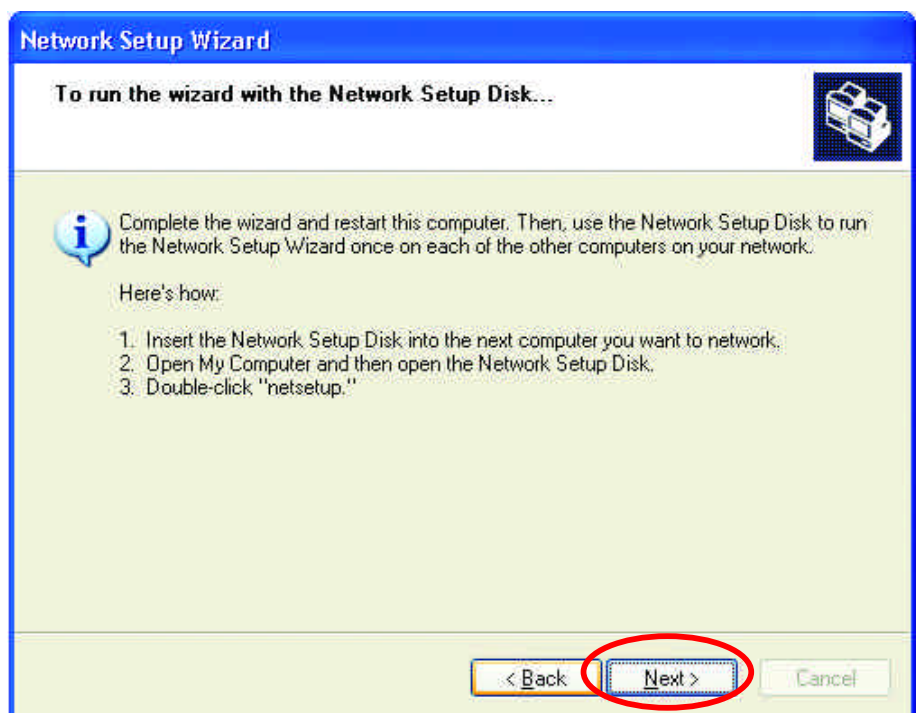 Network Setup Wizard
To run the wizard with the Network Setup Disk...
Complete the wizard and restart this computer. Then, use the Network Setup Disk to run
the Network Setup Wizard once on each of the other computers on your network.
Here's how:
1. Insert the Network Setup Disk into the next computer you want to network.
2. Open My Computer and then open the Network Setup Disk.
3. Double-click "netsetup."
< Back
Next >
Cancel